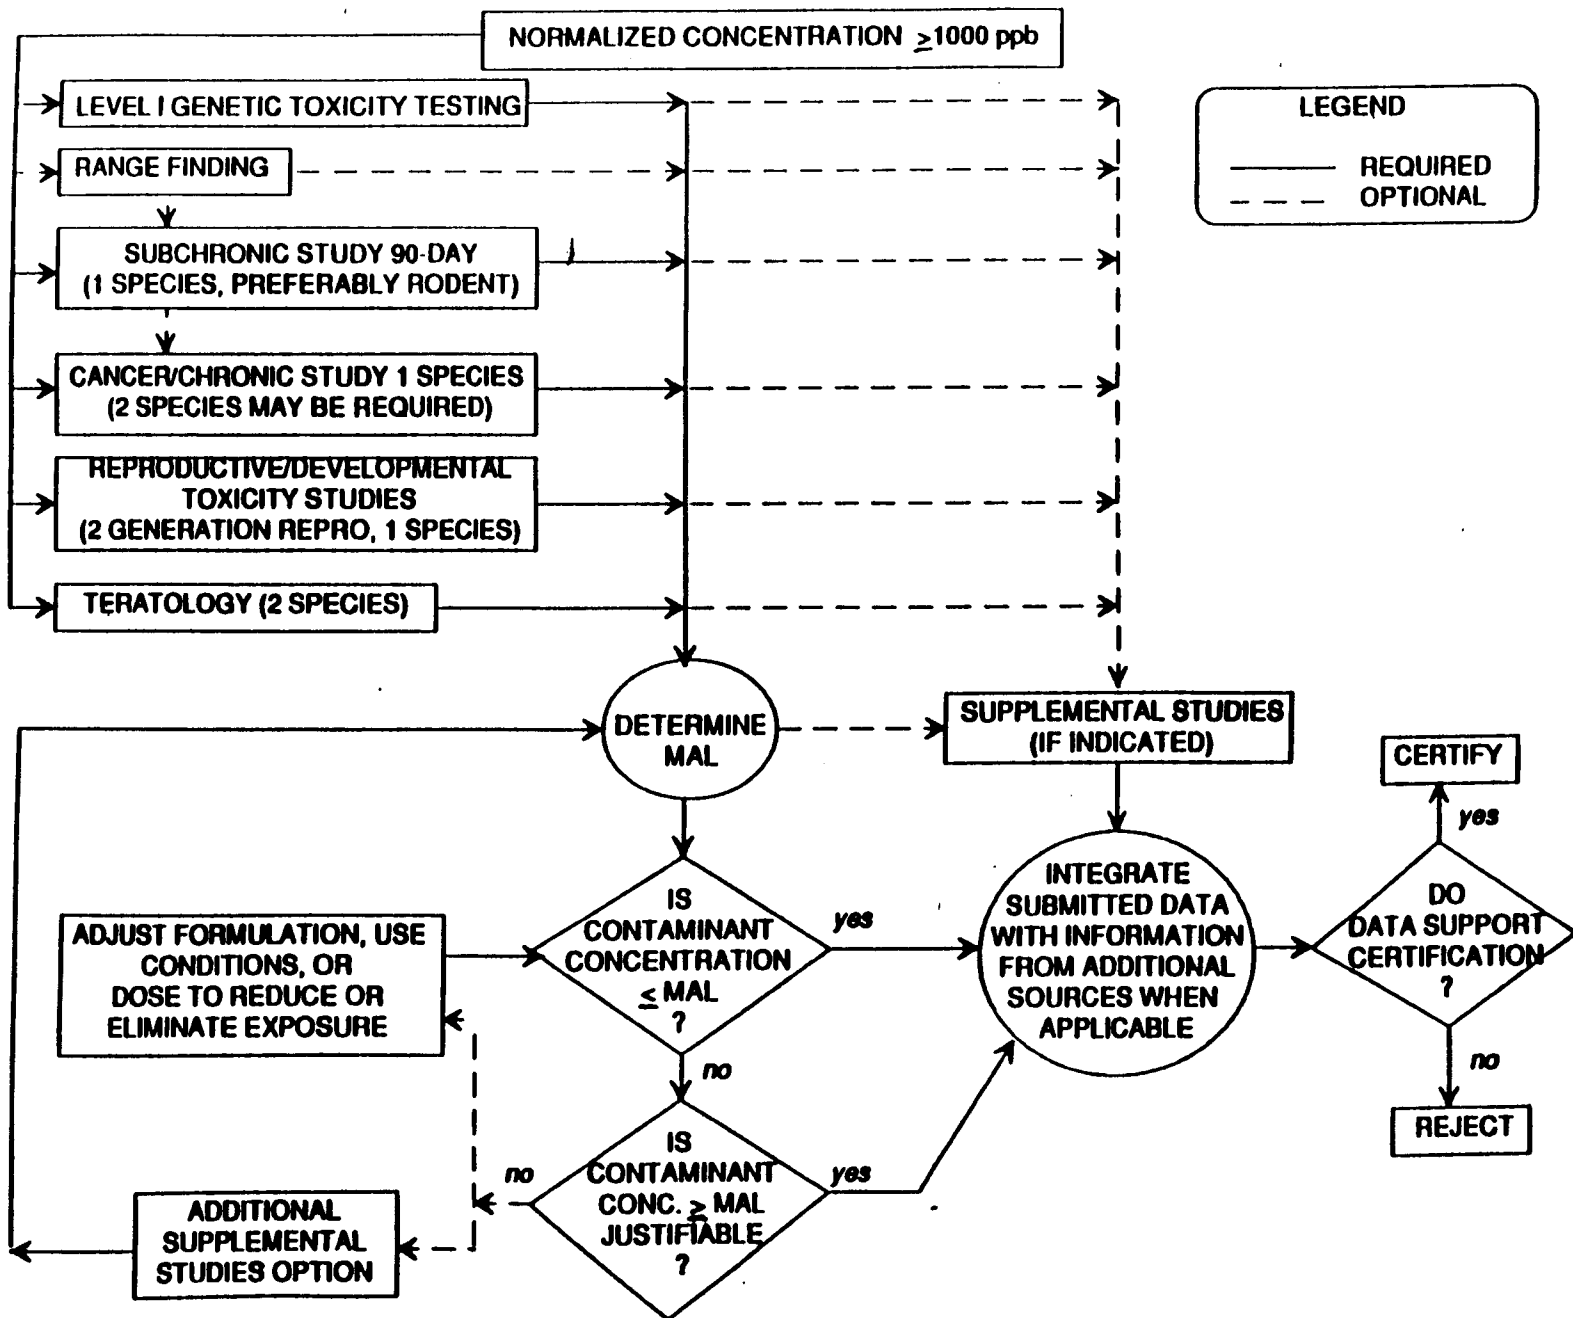 NORMALIZED CONCENTRATION ≥1000 ppb
LEVEL I GENETIC TOXICITY TESTING
LEGEND
REQUIRED
OPTIONAL
RANGE FINDING
SUBCHRONIC STUDY 90-DAY
(1 SPECIES, PREFERABLY RODENT)
CANCER/CHRONIC STUDY 1 SPECIES
(2 SPECIES MAY BE REQUIRED)
REPRODUCTIVE/DEVELOPMENTAL
TOXICITY STUDIES
(2 GENERATION REPRO, 1 SPECIES)
TERATOLOGY (2 SPECIES)
DETERMINE
MAL
SUPPLEMENTAL STUDIES
(IF INDICATED)
CERTIFY
yes
IS
CONTAMINANT
CONCENTRATION
≤ MAL
?
yes
no
INTEGRATE
SUBMITTED DATA
WITH INFORMATION
FROM ADDITIONAL
SOURCES WHEN
APPLICABLE
DO
DATA SUPPORT
CERTIFICATION
?
no
REJECT
ADJUST FORMULATION, USE
CONDITIONS, OR
DOSE TO REDUCE OR
ELIMINATE EXPOSURE
IS
CONTAMINANT
CONC. ≥ MAL
JUSTIFIABLE
?
no
yes
ADDITIONAL
SUPPLEMENTAL
STUDIES OPTION